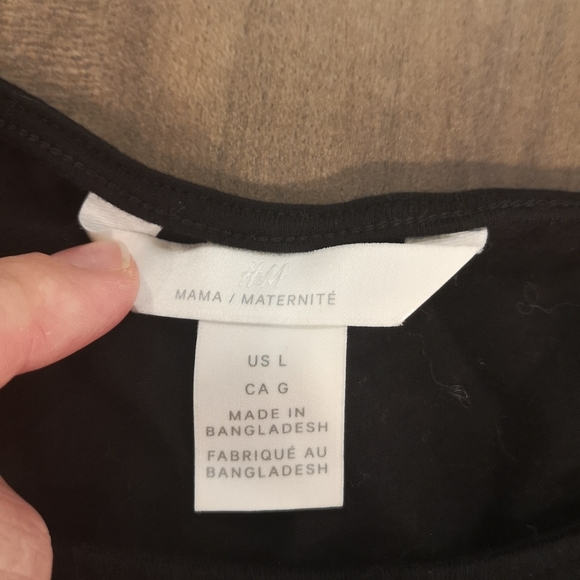 H&M
MAMA / MATERNITÉ
US L
CA G
MADE IN
BANGLADESH
FABRIQUÉ AU
BANGLADESH